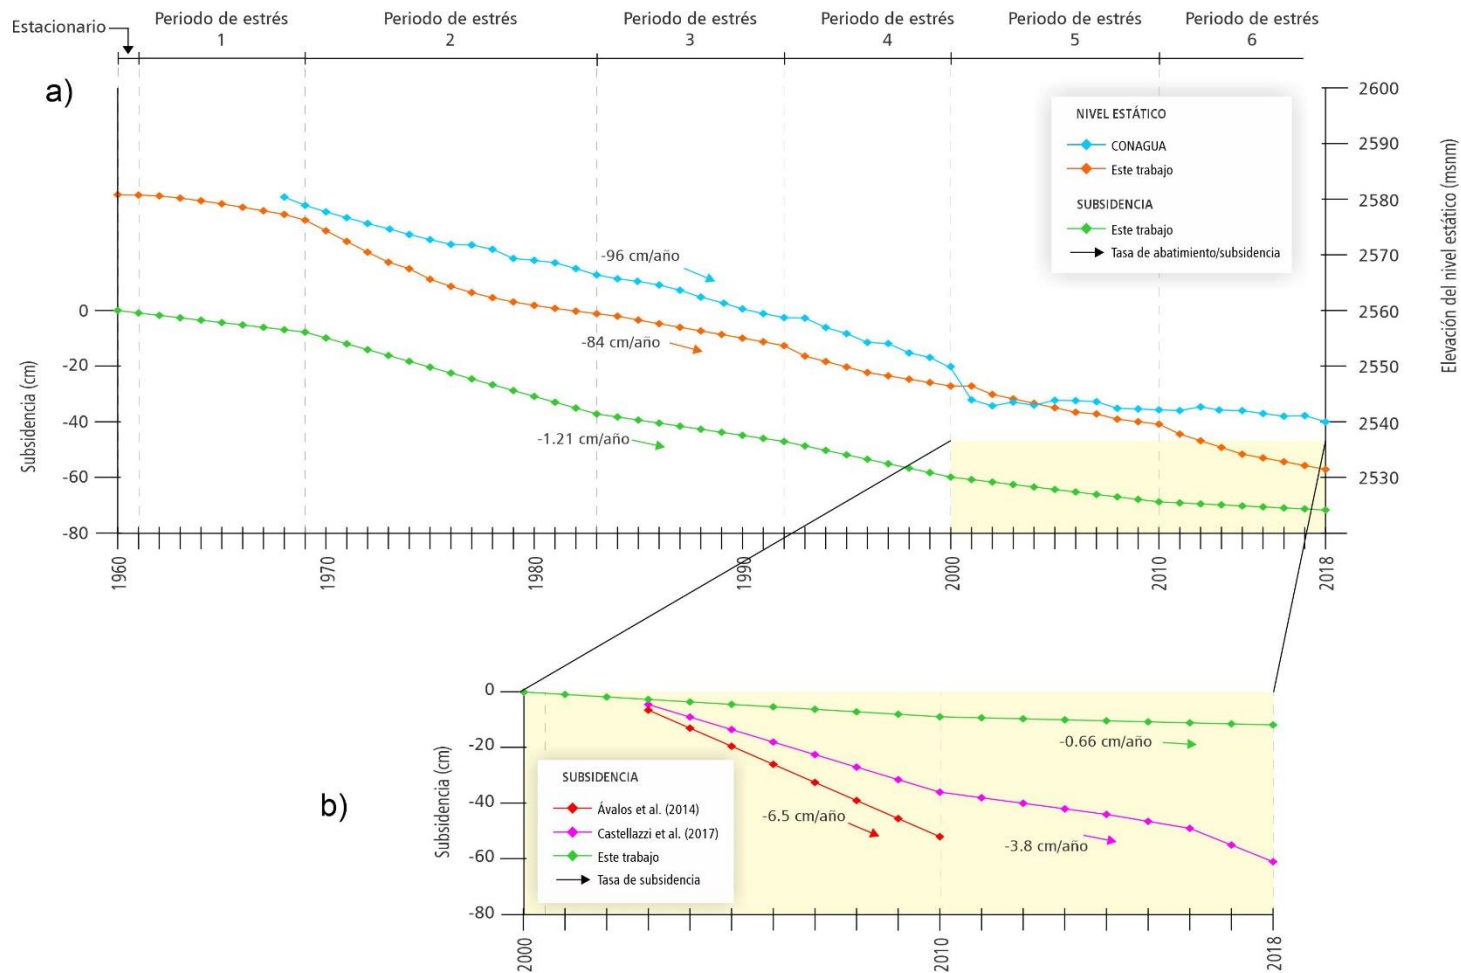 Estacionario
Periodo de estrés
1
Periodo de estrés
2
Periodo de estrés
3
Periodo de estrés
4
Periodo de estrés
5
Periodo de estrés
6
a)
2600
2590
2580
2570
2560
2550
2540
2530
Elevación del nivel estático (msnm)
NIVEL ESTÁTICO
CONAGUA
Este trabajo
SUBSIDENCIA
Este trabajo
Tasa de abatimiento/subsidencia
-96 cm/año
-84 cm/año
-1.21 cm/año
0
-20
-40
-60
-80
Subsidencia (cm)
1960
1970
1980
1990
2000
2010
2018
b)
0
-20
-40
-60
-80
Subsidencia (cm)
-0.66 cm/año
-6.5 cm/año
-3.8 cm/año
SUBSIDENCIA
Ávalos et al. (2014)
Castellazzi et al. (2017)
Este trabajo
Tasa de subsidencia
2000
2010
2018